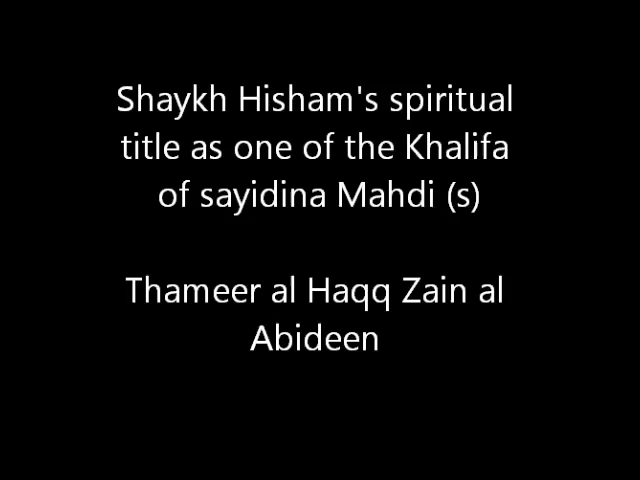 Shaykh Hisham's spiritual
title as one of the Khalifa
of sayidina Mahdi (s)
Thameer al Haqq Zain al
Abideen